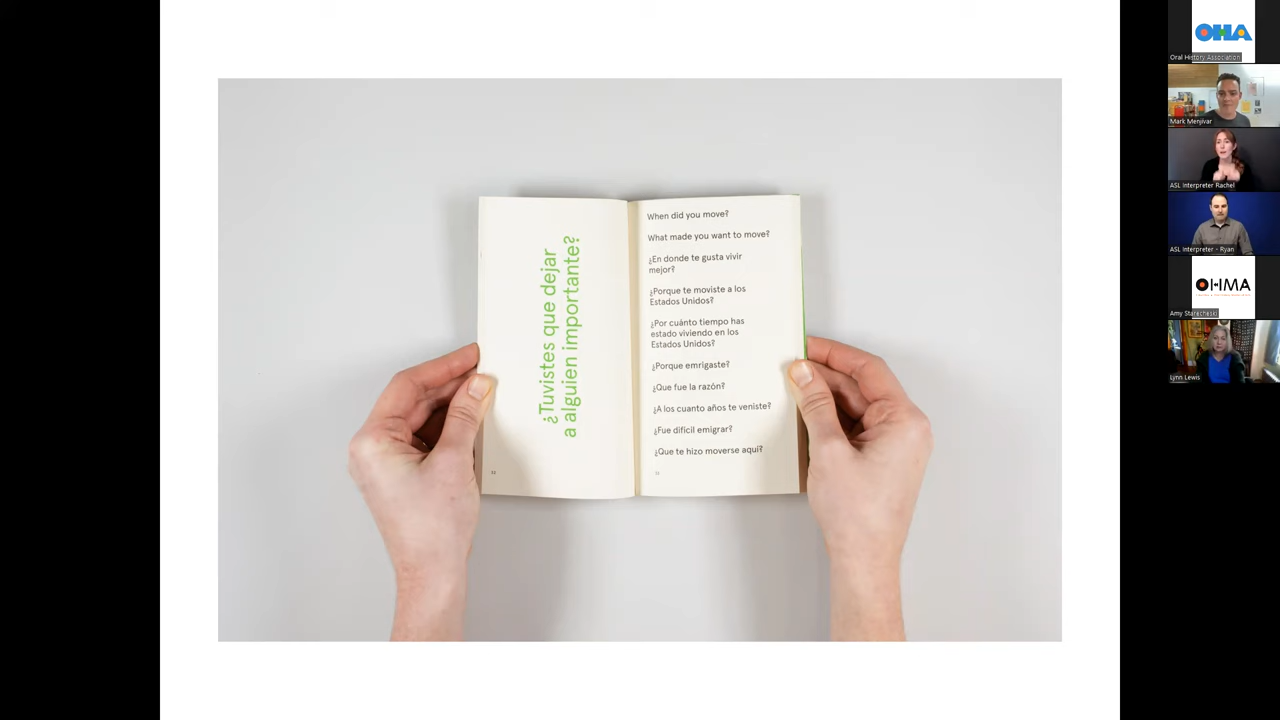 ¿Tuvistes que dejar
a alguien importante?
32
When did you move?
What made you want to move?
¿En donde te gusta vivir
mejor?
¿Porque te moviste a los
Estados Unidos?
¿Por cuánto tiempo has
estado viviendo en los
Estados Unidos?
¿Porque emrigaste?
¿Que fue la razón?
¿A los cuanto años te veniste?
¿Fue difícil emigrar?
¿Que te hizo moverse aquí?
OHA
Oral History Association
Mark Menjivar
ASL Interpreter Rachel
ASL Interpreter - Ryan
OHMA
Amy Starecheski
Lynn Lewis